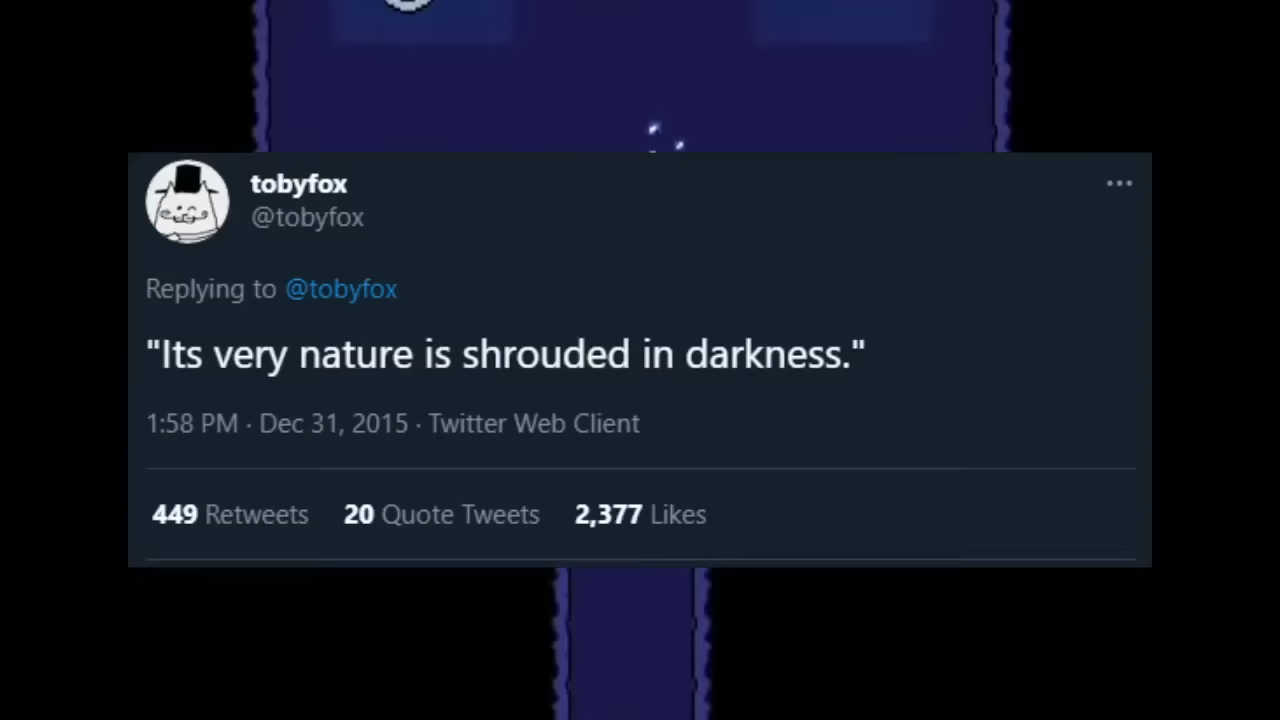 tobyfox
@tobyfox
Replying to @tobyfox
"Its very nature is shrouded in darkness."
1:58 PM · Dec 31, 2015 · Twitter Web Client
449 Retweets 20 Quote Tweets 2,377 Likes